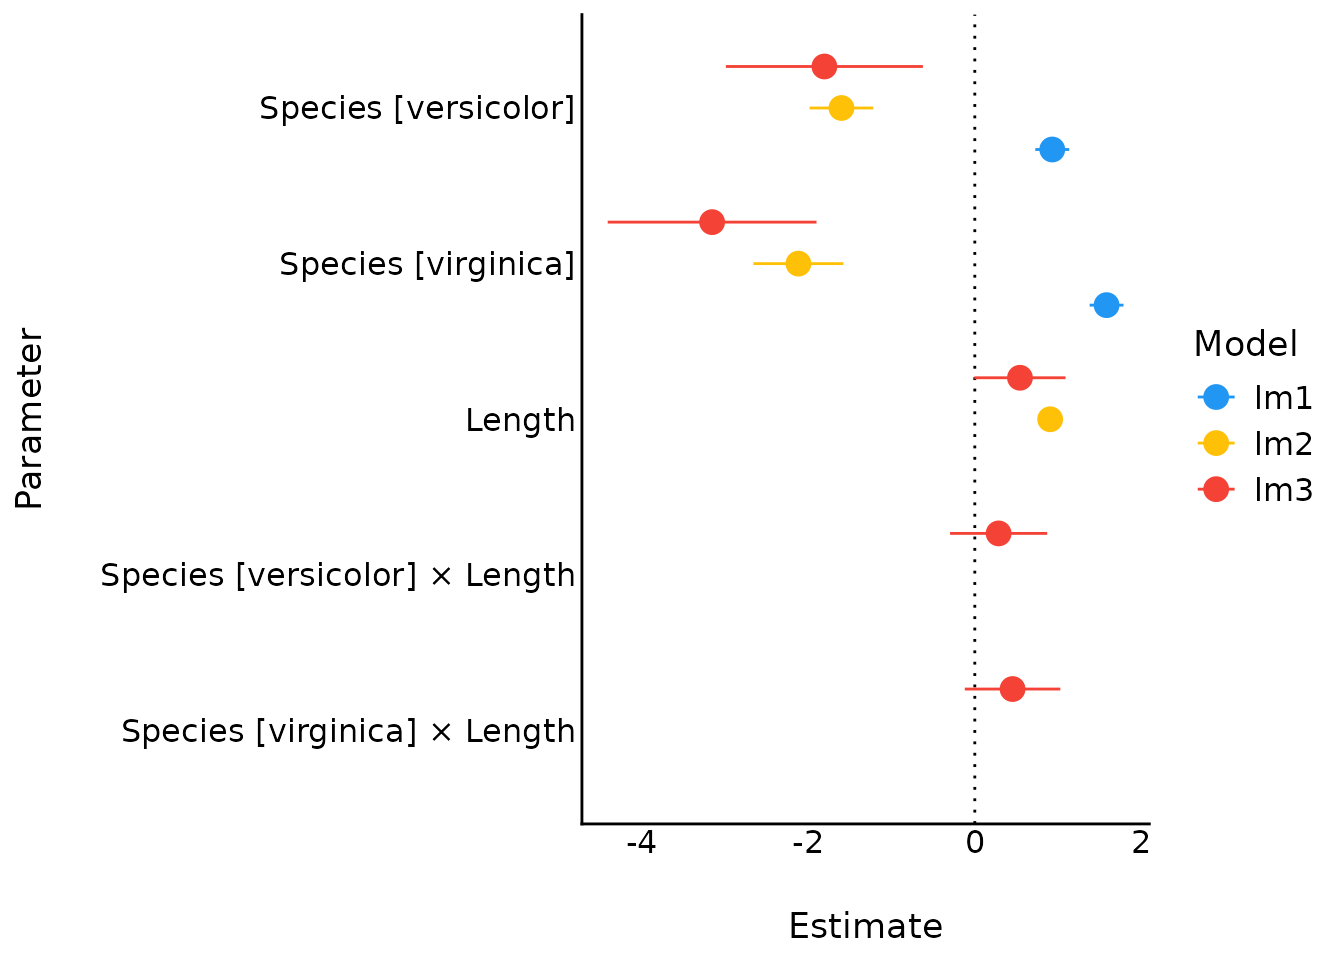 Parameter
Species [versicolor]
Species [virginica]
Length
Species [versicolor] × Length
Species [virginica] × Length
-4 -2 0 2
Estimate
Model
lm1
lm2
lm3